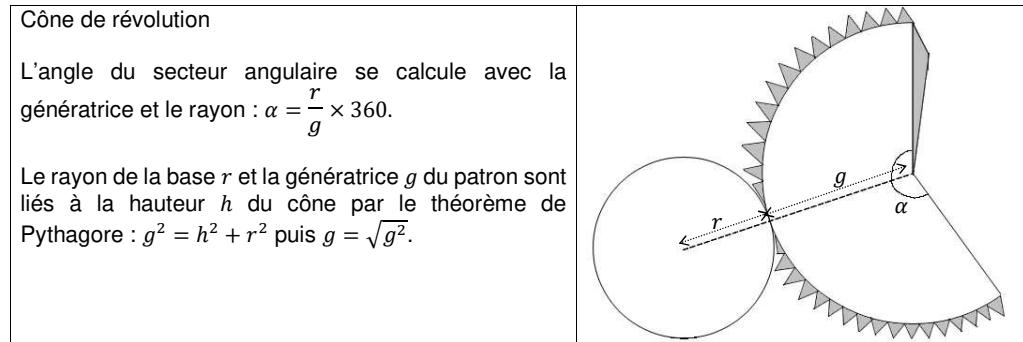 Cône de révolution
L'angle du secteur angulaire se calcule avec la
génératrice et le rayon : α = r/g × 360.
Le rayon de la base r et la génératrice g du patron sont
liés à la hauteur h du cône par le théorème de
Pythagore : g² = h² + r² puis g = √g².
g
r
α